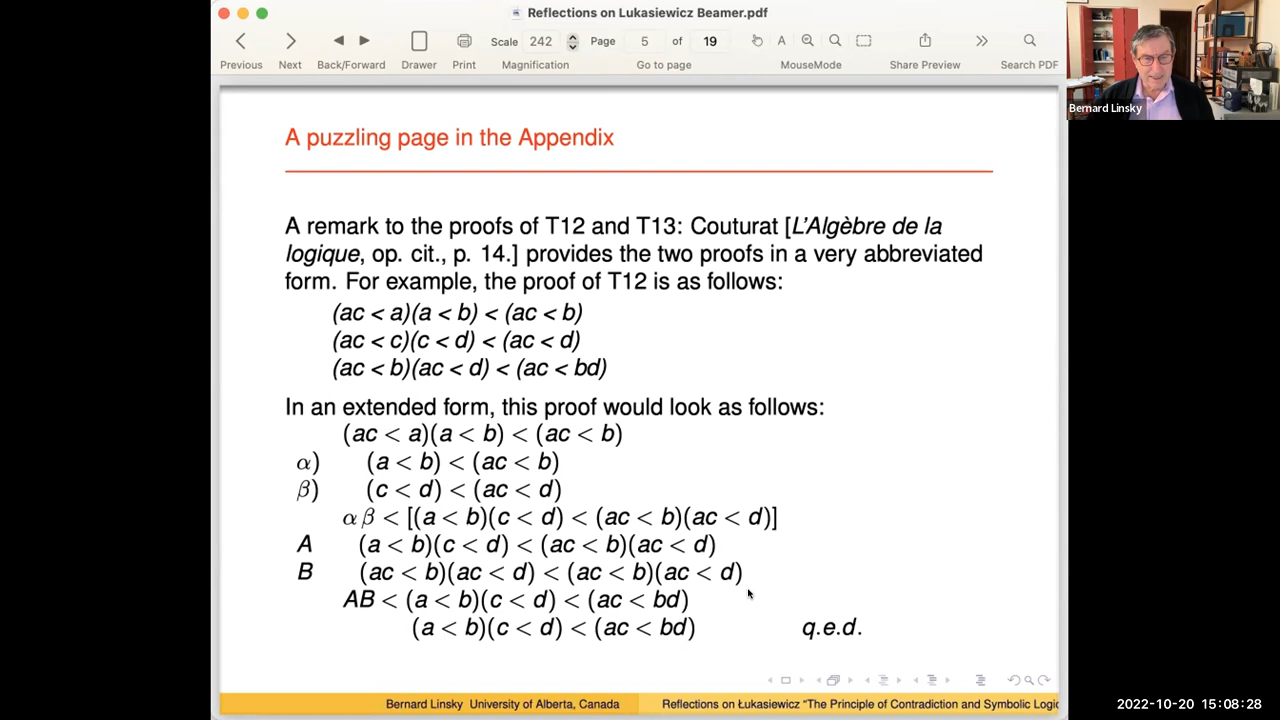 Reflections on Lukasiewicz Beamer.pdf
Scale 242 Page 5 of 19 A
Previous Next Back/Forward Drawer Print Magnification Go to page MouseMode Share Preview Search PDF
Bernard Linsky
A puzzling page in the Appendix
A remark to the proofs of T12 and T13: Couturat [L'Algèbre de la
logique, op. cit., p. 14.] provides the two proofs in a very abbreviated
form. For example, the proof of T12 is as follows:
(ac < a)(a < b) < (ac < b)
(ac < c)(c < d) < (ac < d)
(ac < b)(ac < d) < (ac < bd)
In an extended form, this proof would look as follows:
(ac < a)(a < b) < (ac < b)
α) (a < b) < (ac < b)
β) (c < d) < (ac < d)
α β < [(a < b)(c < d) < (ac < b)(ac < d)]
A (a < b)(c < d) < (ac < b)(ac < d)
B (ac < b)(ac < d) < (ac < b)(ac < d)
AB < (a < b)(c < d) < (ac < bd)
(a < b)(c < d) < (ac < bd) q.e.d.
Bernard Linsky University of Alberta, Canada Reflections on Łukasiewicz "The Principle of Contradiction and Symbolic Logic
2022-10-20 15:08:28